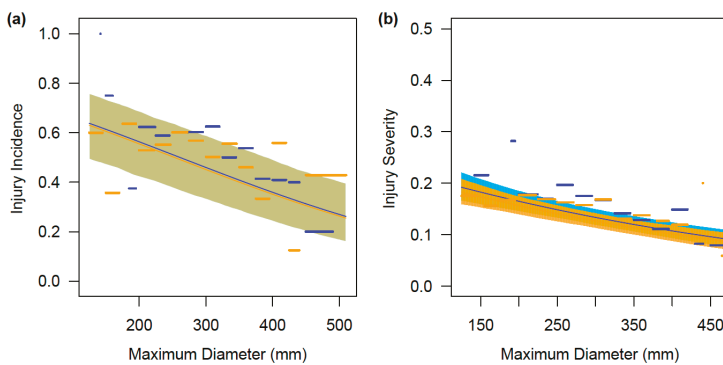 (a)
Injury Incidence
1.0
0.8
0.6
0.4
0.2
0.0
200 300 400 500
Maximum Diameter (mm)
(b)
Injury Severity
0.5
0.4
0.3
0.2
0.1
0.0
150 250 350 450
Maximum Diameter (mm)